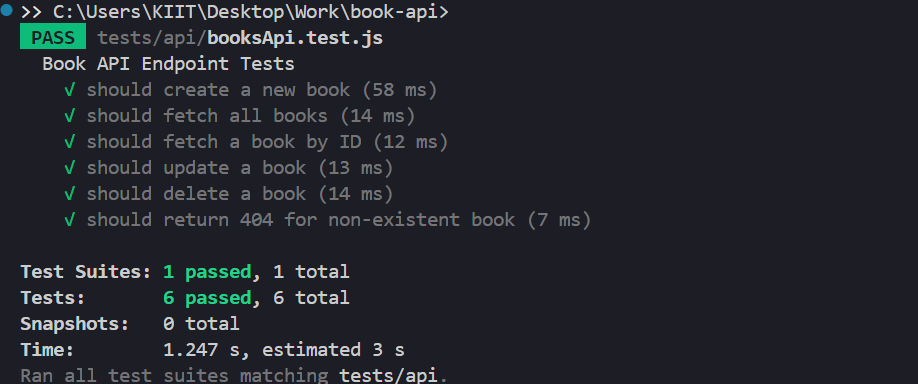 >> C:\Users\KIIT\Desktop\Work\book-api>
PASS tests/api/booksApi.test.js
Book API Endpoint Tests
√ should create a new book (58 ms)
√ should fetch all books (14 ms)
√ should fetch a book by ID (12 ms)
√ should update a book (13 ms)
√ should delete a book (14 ms)
√ should return 404 for non-existent book (7 ms)
Test Suites: 1 passed, 1 total
Tests: 6 passed, 6 total
Snapshots: 0 total
Time: 1.247 s, estimated 3 s
Ran all test suites matching tests/api.